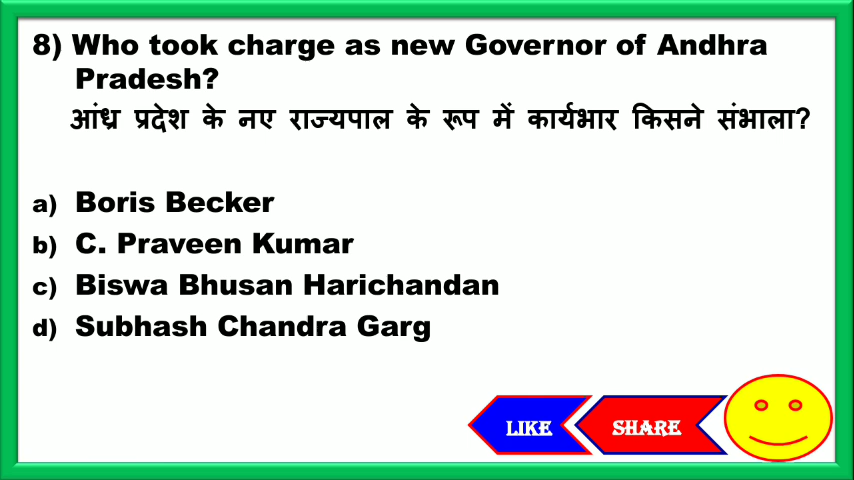 8) Who took charge as new Governor of Andhra
Pradesh?
आंध्र प्रदेश के नए राज्यपाल के रूप में कार्यभार किसने संभाला?
a) Boris Becker
b) C. Praveen Kumar
c) Biswa Bhusan Harichandan
d) Subhash Chandra Garg
LIKE SHARE